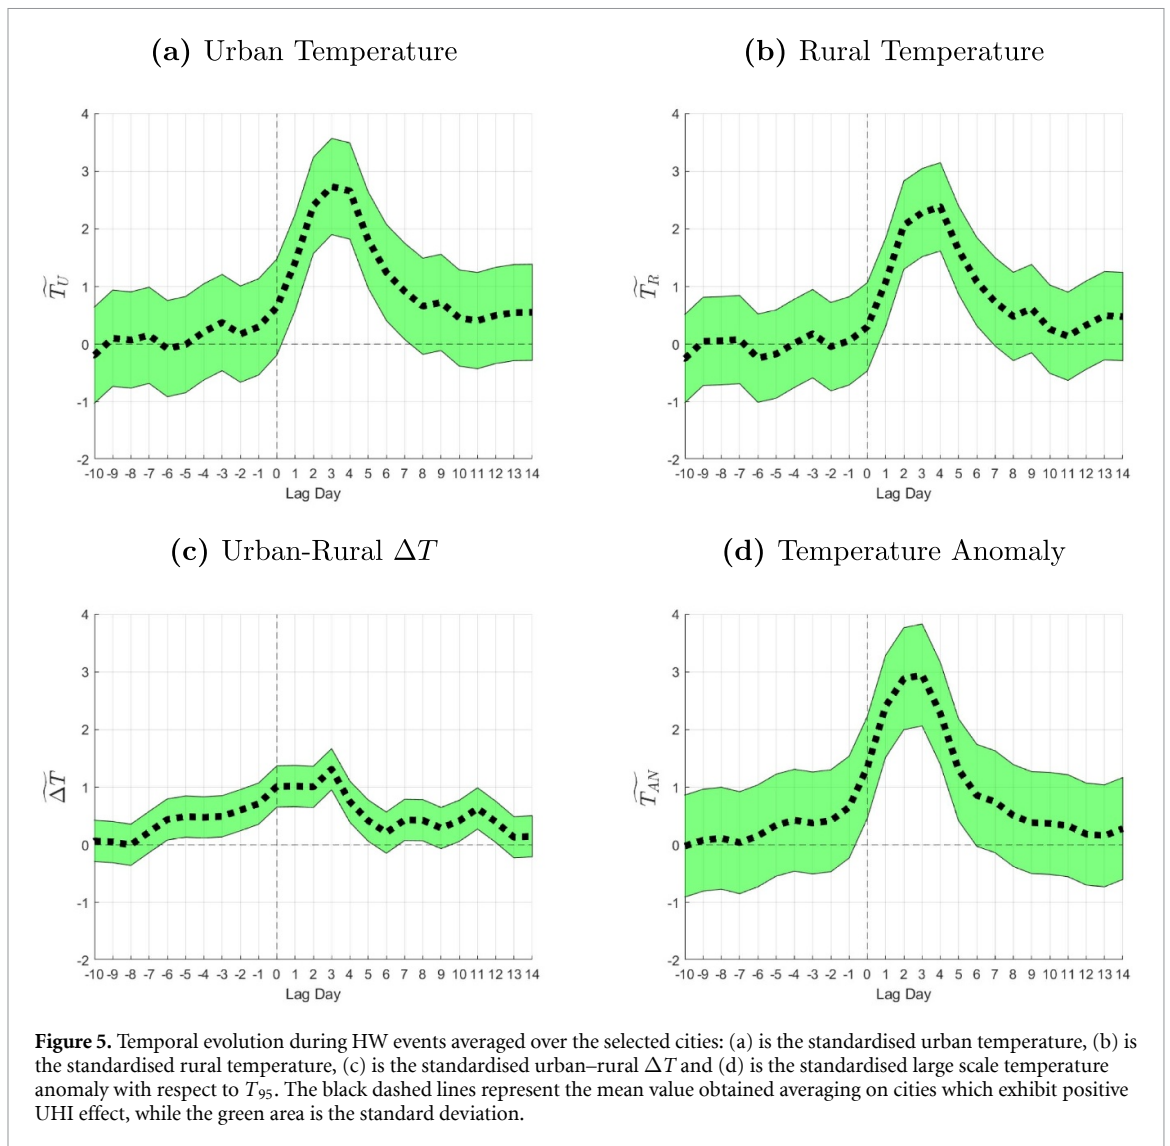 (a) Urban Temperature
4
3
2
1
0
-1
-2
-10 -9 -8 -7 -6 -5 -4 -3 -2 -1 0 1 2 3 4 5 6 7 8 9 10 11 12 13 14
Lag Day
T̃_U
(b) Rural Temperature
4
3
2
1
0
-1
-2
-10 -9 -8 -7 -6 -5 -4 -3 -2 -1 0 1 2 3 4 5 6 7 8 9 10 11 12 13 14
Lag Day
T̃_R
(c) Urban-Rural ΔT
4
3
2
1
0
-1
-2
-10 -9 -8 -7 -6 -5 -4 -3 -2 -1 0 1 2 3 4 5 6 7 8 9 10 11 12 13 14
Lag Day
Δ̃T
(d) Temperature Anomaly
4
3
2
1
0
-1
-2
-10 -9 -8 -7 -6 -5 -4 -3 -2 -1 0 1 2 3 4 5 6 7 8 9 10 11 12 13 14
Lag Day
T̃_AN
Figure 5. Temporal evolution during HW events averaged over the selected cities: (a) is the standardised urban temperature, (b) is
the standardised rural temperature, (c) is the standardised urban–rural ΔT and (d) is the standardised large scale temperature
anomaly with respect to T₉₅. The black dashed lines represent the mean value obtained averaging on cities which exhibit positive
UHI effect, while the green area is the standard deviation.